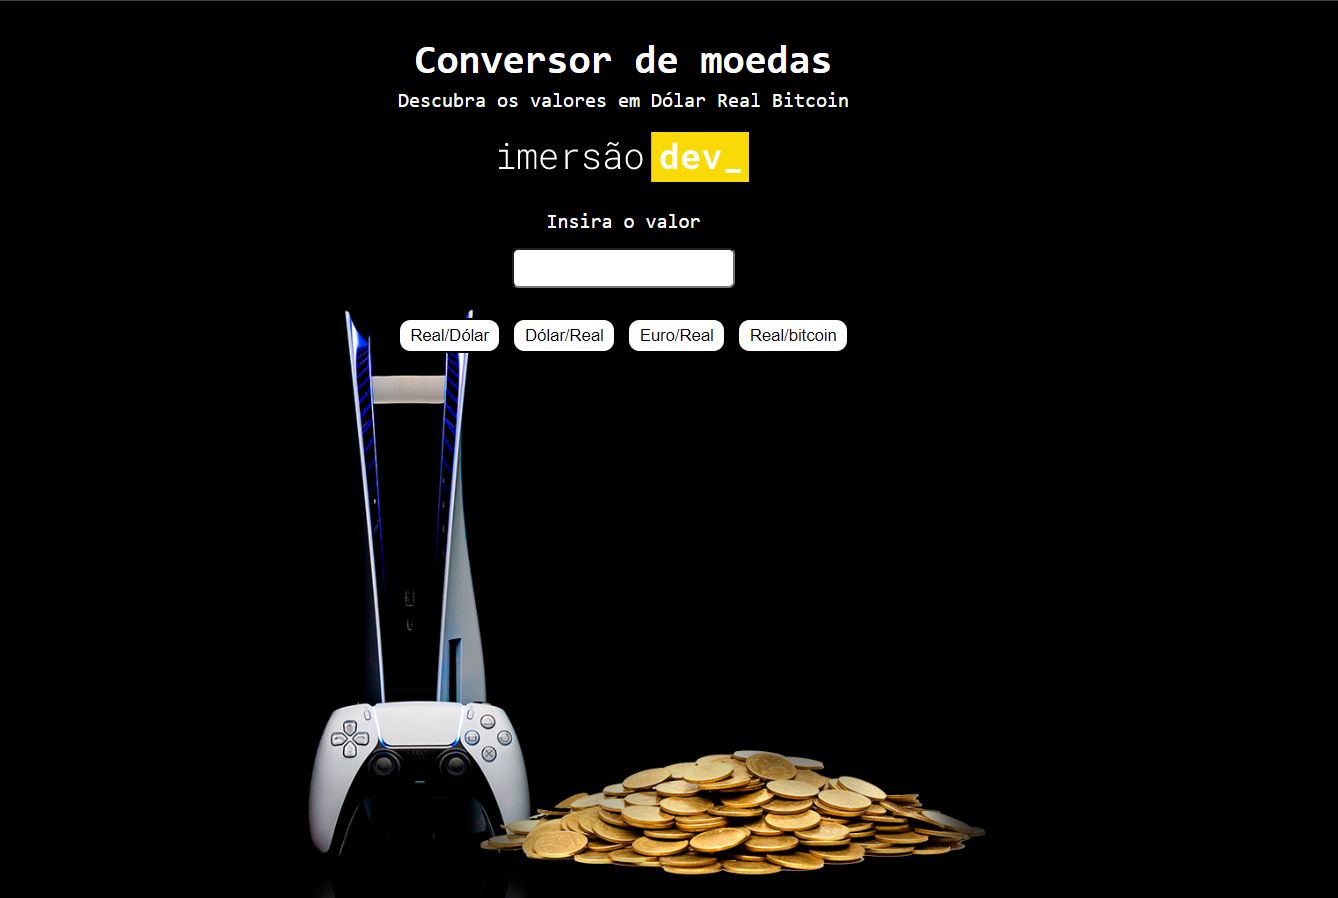 Conversor de moedas
Descubra os valores em Dólar Real Bitcoin
imersão dev_
Insira o valor
Real/Dólar Dólar/Real Euro/Real Real/bitcoin